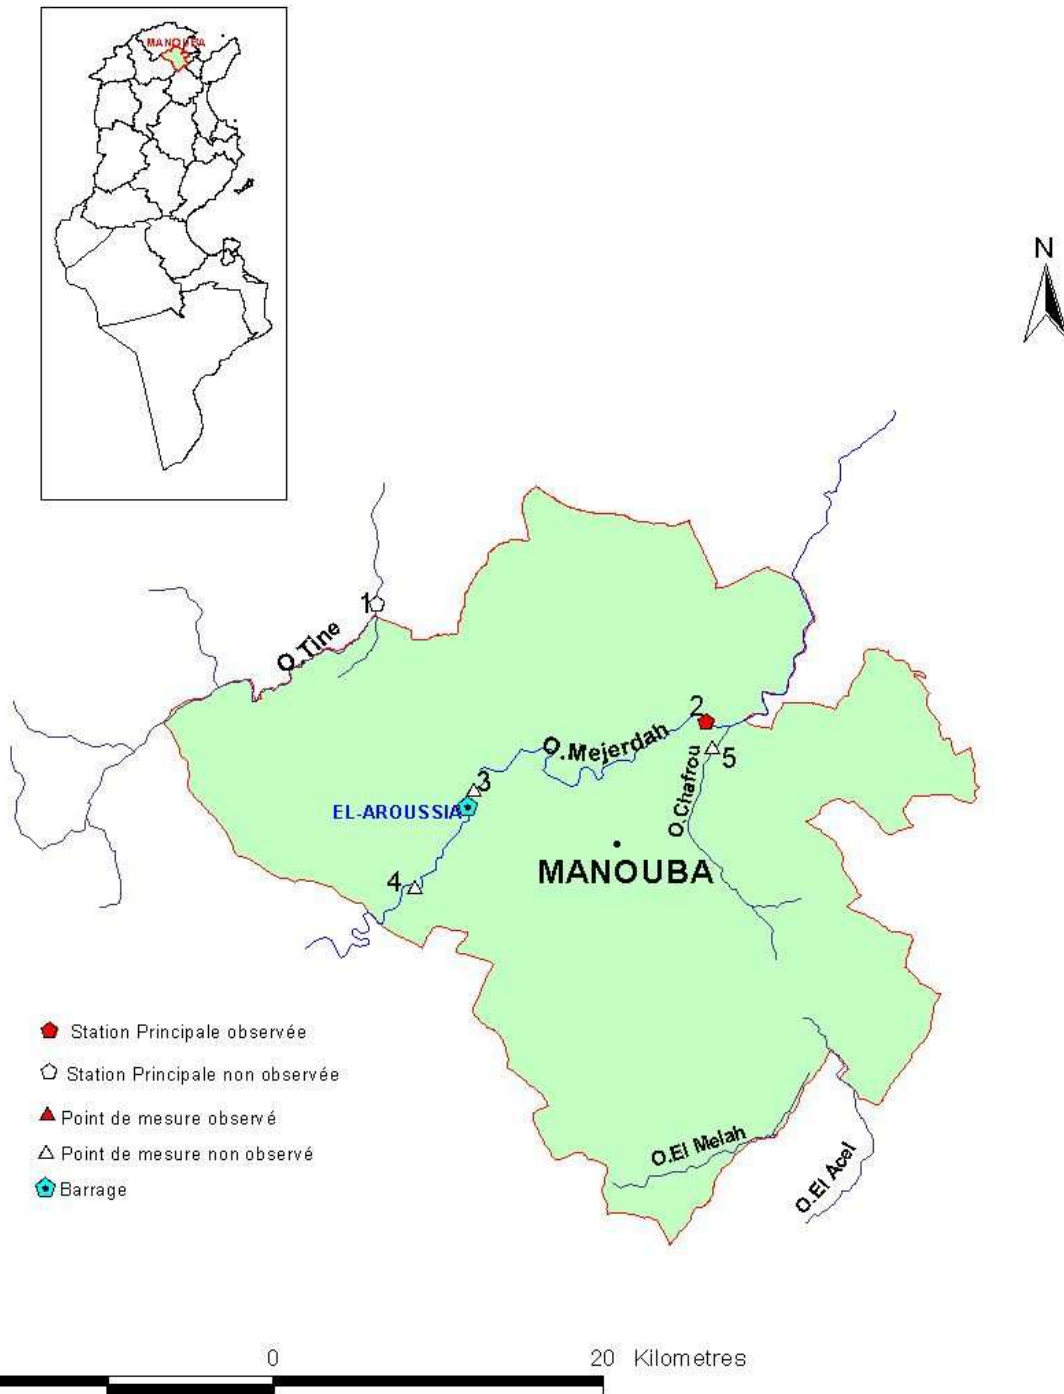 MANOUBA
N
1
O.Tine
2
O.Mejerdah
5
3
O.Chafrou
EL-AROUSSIA
MANOUBA
4
Station Principale observée
Station Principale non observée
Point de mesure observé
Point de mesure non observé
O.El Melah
O.El Acel
Barrage
0
20 Kilometres